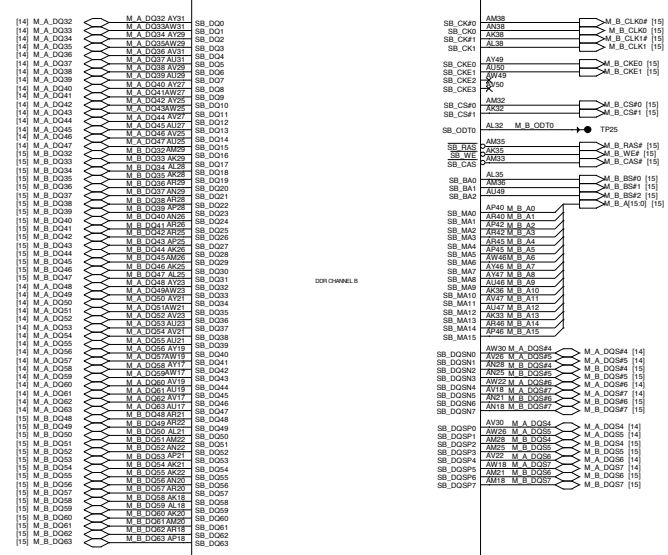 [14] M_A_DQ32 M_A_DQ32 AY31 SB_DQ0
[14] M_A_DQ33 M_A_DQ33 AW31 SB_DQ1
[14] M_A_DQ34 M_A_DQ34 AY29 SB_DQ2
[14] M_A_DQ35 M_A_DQ35 AW29 SB_DQ3
[14] M_A_DQ36 M_A_DQ36 AV31 SB_DQ4
[14] M_A_DQ37 M_A_DQ37 AU31 SB_DQ5
[14] M_A_DQ38 M_A_DQ38 AV29 SB_DQ6
[14] M_A_DQ39 M_A_DQ39 AU29 SB_DQ7
[14] M_A_DQ40 M_A_DQ40 AY27 SB_DQ8
[14] M_A_DQ41 M_A_DQ41 AW27 SB_DQ9
[14] M_A_DQ42 M_A_DQ42 AY25 SB_DQ10
[14] M_A_DQ43 M_A_DQ43 AW25 SB_DQ11
[14] M_A_DQ44 M_A_DQ44 AV27 SB_DQ12
[14] M_A_DQ45 M_A_DQ45 AU27 SB_DQ13
[14] M_A_DQ46 M_A_DQ46 AV25 SB_DQ14
[14] M_A_DQ47 M_A_DQ47 AU25 SB_DQ15
[15] M_B_DQ32 M_B_DQ32 AM29 SB_DQ16
[15] M_B_DQ33 M_B_DQ33 AK29 SB_DQ17
[15] M_B_DQ34 M_B_DQ34 AL28 SB_DQ18
[15] M_B_DQ35 M_B_DQ35 AK28 SB_DQ19
[15] M_B_DQ36 M_B_DQ36 AR29 SB_DQ20
[15] M_B_DQ37 M_B_DQ37 AN29 SB_DQ21
[15] M_B_DQ38 M_B_DQ38 AR28 SB_DQ22
[15] M_B_DQ39 M_B_DQ39 AP28 SB_DQ23
[15] M_B_DQ40 M_B_DQ40 AN26 SB_DQ24
[15] M_B_DQ41 M_B_DQ41 AR26 SB_DQ25
[15] M_B_DQ42 M_B_DQ42 AR25 SB_DQ26
[15] M_B_DQ43 M_B_DQ43 AP25 SB_DQ27
[15] M_B_DQ44 M_B_DQ44 AK26 SB_DQ28
[15] M_B_DQ45 M_B_DQ45 AM26 SB_DQ29
[15] M_B_DQ46 M_B_DQ46 AK25 SB_DQ30
[15] M_B_DQ47 M_B_DQ47 AL25 SB_DQ31
[14] M_A_DQ48 M_A_DQ48 AY23 SB_DQ32
[14] M_A_DQ49 M_A_DQ49 AW23 SB_DQ33
[14] M_A_DQ50 M_A_DQ50 AY21 SB_DQ34
[14] M_A_DQ51 M_A_DQ51 AW21 SB_DQ35
[14] M_A_DQ52 M_A_DQ52 AV23 SB_DQ36
[14] M_A_DQ53 M_A_DQ53 AU23 SB_DQ37
[14] M_A_DQ54 M_A_DQ54 AV21 SB_DQ38
[14] M_A_DQ55 M_A_DQ55 AU21 SB_DQ39
[14] M_A_DQ56 M_A_DQ56 AY19 SB_DQ40
[14] M_A_DQ57 M_A_DQ57 AW19 SB_DQ41
[14] M_A_DQ58 M_A_DQ58 AY17 SB_DQ42
[14] M_A_DQ59 M_A_DQ59 AW17 SB_DQ43
[14] M_A_DQ60 M_A_DQ60 AV19 SB_DQ44
[14] M_A_DQ61 M_A_DQ61 AU19 SB_DQ45
[14] M_A_DQ62 M_A_DQ62 AV17 SB_DQ46
[14] M_A_DQ63 M_A_DQ63 AU17 SB_DQ47
[15] M_B_DQ48 M_B_DQ48 AR21 SB_DQ48
[15] M_B_DQ49 M_B_DQ49 AR22 SB_DQ49
[15] M_B_DQ50 M_B_DQ50 AL21 SB_DQ50
[15] M_B_DQ51 M_B_DQ51 AM22 SB_DQ51
[15] M_B_DQ52 M_B_DQ52 AN22 SB_DQ52
[15] M_B_DQ53 M_B_DQ53 AP21 SB_DQ53
[15] M_B_DQ54 M_B_DQ54 AK21 SB_DQ54
[15] M_B_DQ55 M_B_DQ55 AK22 SB_DQ55
[15] M_B_DQ56 M_B_DQ56 AN20 SB_DQ56
[15] M_B_DQ57 M_B_DQ57 AR20 SB_DQ57
[15] M_B_DQ58 M_B_DQ58 AK18 SB_DQ58
[15] M_B_DQ59 M_B_DQ59 AL18 SB_DQ59
[15] M_B_DQ60 M_B_DQ60 AK20 SB_DQ60
[15] M_B_DQ61 M_B_DQ61 AM20 SB_DQ61
[15] M_B_DQ62 M_B_DQ62 AR18 SB_DQ62
[15] M_B_DQ63 M_B_DQ63 AP18 SB_DQ63
DDR CHANNEL B
SB_CK#0 AM38 M_B_CLK0# [15]
SB_CK0 AN38 M_B_CLK0 [15]
SB_CK#1 AK38 M_B_CLK1# [15]
SB_CK1 AL38 M_B_CLK1 [15]
SB_CKE0 AY49 M_B_CKE0 [15]
SB_CKE1 AU50 M_B_CKE1 [15]
SB_CKE2 AW49
SB_CKE3 AV50
SB_CS#0 AM32 M_B_CS#0 [15]
SB_CS#1 AK32 M_B_CS#1 [15]
SB_ODT0 AL32 M_B_ODT0 TP25
SB_RAS AM35 M_B_RAS# [15]
SB_WE AK35 M_B_WE# [15]
SB_CAS AM33 M_B_CAS# [15]
SB_BA0 AL35 M_B_BS#0 [15]
SB_BA1 AM36 M_B_BS#1 [15]
SB_BA2 AU49 M_B_BS#2 [15]
M_B_A[15:0] [15]
SB_MA0 AP40 M_B_A0
SB_MA1 AR40 M_B_A1
SB_MA2 AP42 M_B_A2
SB_MA3 AR42 M_B_A3
SB_MA4 AR45 M_B_A4
SB_MA5 AP45 M_B_A5
SB_MA6 AW46 M_B_A6
SB_MA7 AY46 M_B_A7
SB_MA8 AY47 M_B_A8
SB_MA9 AU46 M_B_A9
SB_MA10 AK36 M_B_A10
SB_MA11 AV47 M_B_A11
SB_MA12 AU47 M_B_A12
SB_MA13 AK33 M_B_A13
SB_MA14 AR46 M_B_A14
SB_MA15 AP46 M_B_A15
SB_DQSN0 AW30 M_A_DQS#4 M_A_DQS#4 [14]
SB_DQSN1 AV26 M_A_DQS#5 M_A_DQS#5 [14]
SB_DQSN2 AN28 M_B_DQS#4 M_B_DQS#4 [15]
SB_DQSN3 AN25 M_B_DQS#5 M_B_DQS#5 [15]
SB_DQSN4 AW22 M_A_DQS#6 M_A_DQS#6 [14]
SB_DQSN5 AV18 M_A_DQS#7 M_A_DQS#7 [14]
SB_DQSN6 AN21 M_B_DQS#6 M_B_DQS#6 [15]
SB_DQSN7 AN18 M_B_DQS#7 M_B_DQS#7 [15]
SB_DQSP0 AV30 M_A_DQS4 M_A_DQS4 [14]
SB_DQSP1 AW26 M_A_DQS5 M_A_DQS5 [14]
SB_DQSP2 AM28 M_B_DQS4 M_B_DQS4 [15]
SB_DQSP3 AM25 M_B_DQS5 M_B_DQS5 [15]
SB_DQSP4 AV22 M_A_DQS6 M_A_DQS6 [14]
SB_DQSP5 AW18 M_A_DQS7 M_A_DQS7 [14]
SB_DQSP6 AM21 M_B_DQS6 M_B_DQS6 [15]
SB_DQSP7 AM18 M_B_DQS7 M_B_DQS7 [15]